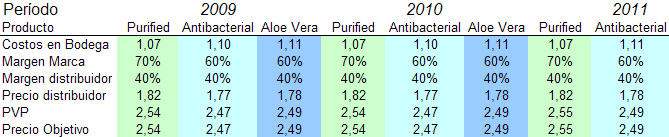 Período 2009 2010 2011
Producto Purified Antibacterial Aloe Vera Purified Antibacterial Aloe Vera Purified Antibacterial
Costos en Bodega 1,07 1,10 1,11 1,07 1,10 1,11 1,07 1,11
Margen Marca 70% 60% 60% 70% 60% 60% 70% 60%
Margen distribuidor 40% 40% 40% 40% 40% 40% 40% 40%
Precio distribuidor 1,82 1,77 1,78 1,82 1,77 1,78 1,82 1,78
PVP 2,54 2,47 2,49 2,54 2,47 2,49 2,55 2,49
Precio Objetivo 2,54 2,47 2,49 2,54 2,47 2,49 2,55 2,49